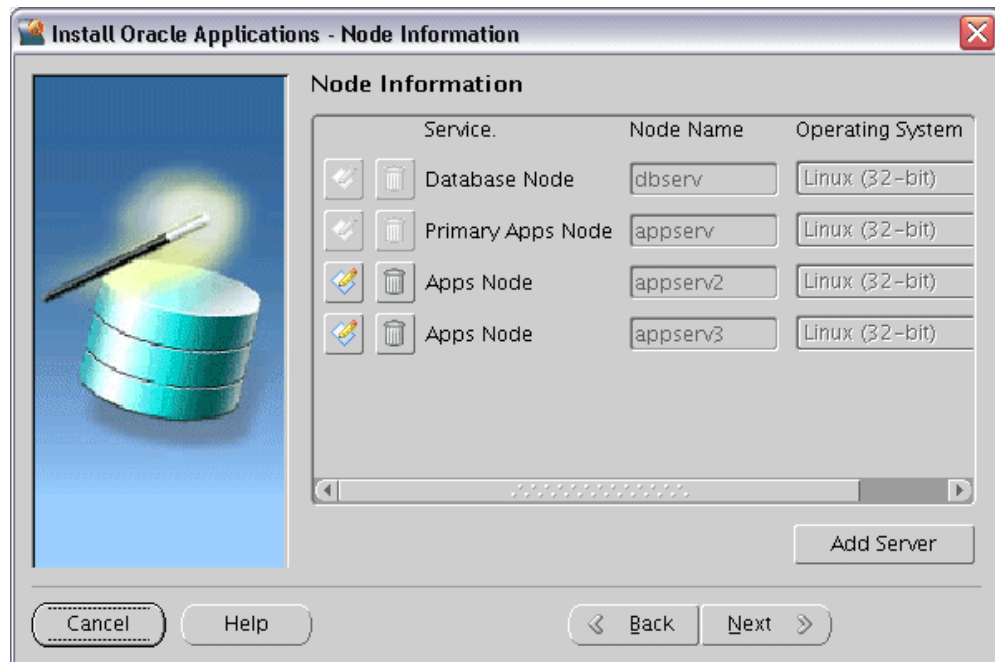 Install Oracle Applications - Node Information
Node Information
Service. Node Name Operating System
Database Node dbserv Linux (32-bit)
Primary Apps Node appserv Linux (32-bit)
Apps Node appserv2 Linux (32-bit)
Apps Node appserv3 Linux (32-bit)
Add Server
Cancel Help Back Next